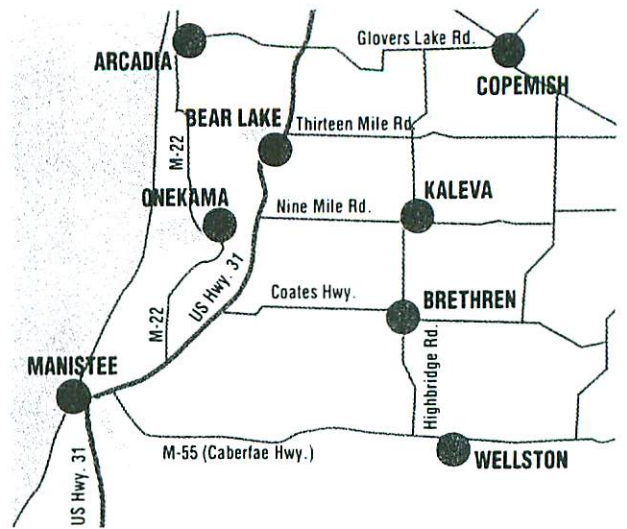 Glovers Lake Rd.
ARCADIA
COPEMISH
BEAR LAKE
Thirteen Mile Rd.
M-22
ONEKAMA
KALEVA
Nine Mile Rd.
US Hwy. 31
Coates Hwy.
BRETHREN
M-22
MANISTEE
Highbridge Rd.
M-55 (Caberfae Hwy.)
WELLSTON
US Hwy. 31